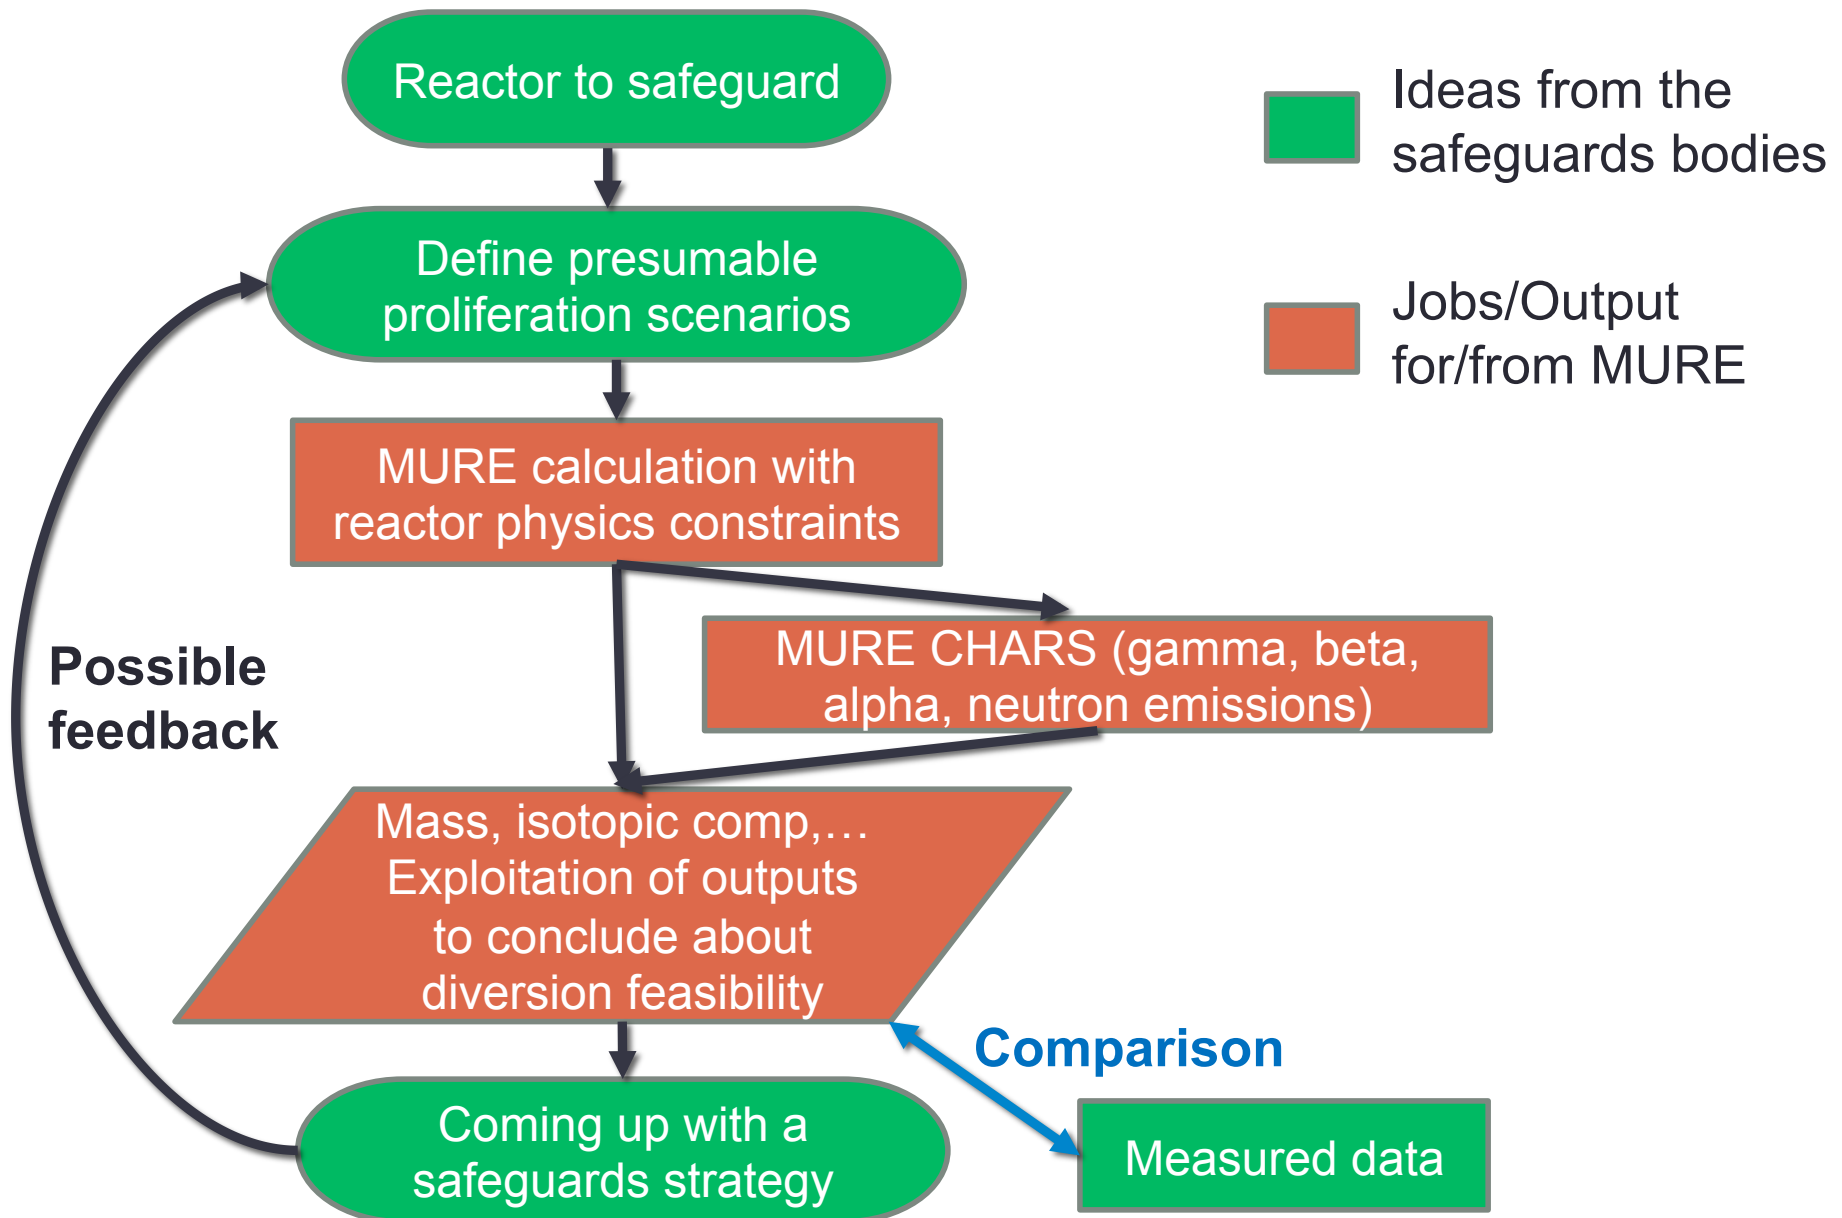 Reactor to safeguard
Ideas from the
safeguards bodies
Define presumable
proliferation scenarios
Jobs/Output
for/from MURE
MURE calculation with
reactor physics constraints
Possible
feedback
MURE CHARS (gamma, beta,
alpha, neutron emissions)
Mass, isotopic comp,…
Exploitation of outputs
to conclude about
diversion feasibility
Comparison
Coming up with a
safeguards strategy
Measured data